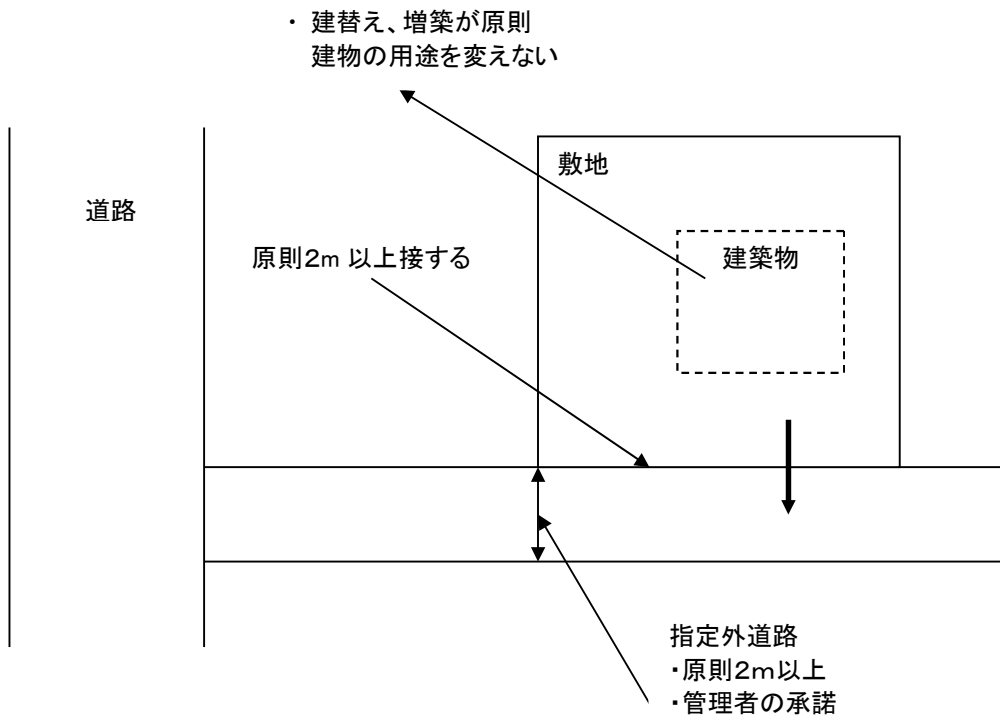 ・ 建替え、増築が原則
建物の用途を変えない
敷地
道路
原則2m 以上接する
建築物
指定外道路
・原則2m以上
・管理者の承諾